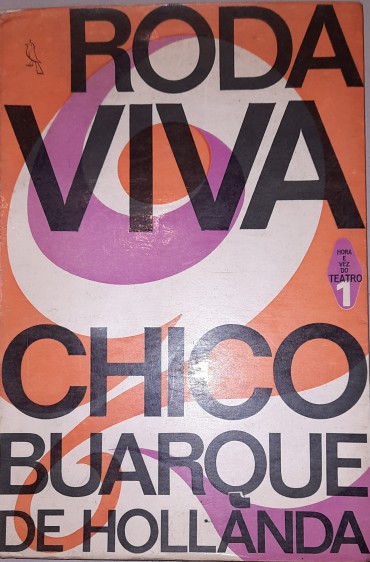 RODA
VIVA
HORA
E
VEZ
DO
TEATRO
1
CHICO
BUARQUE
DE HOLLANDA